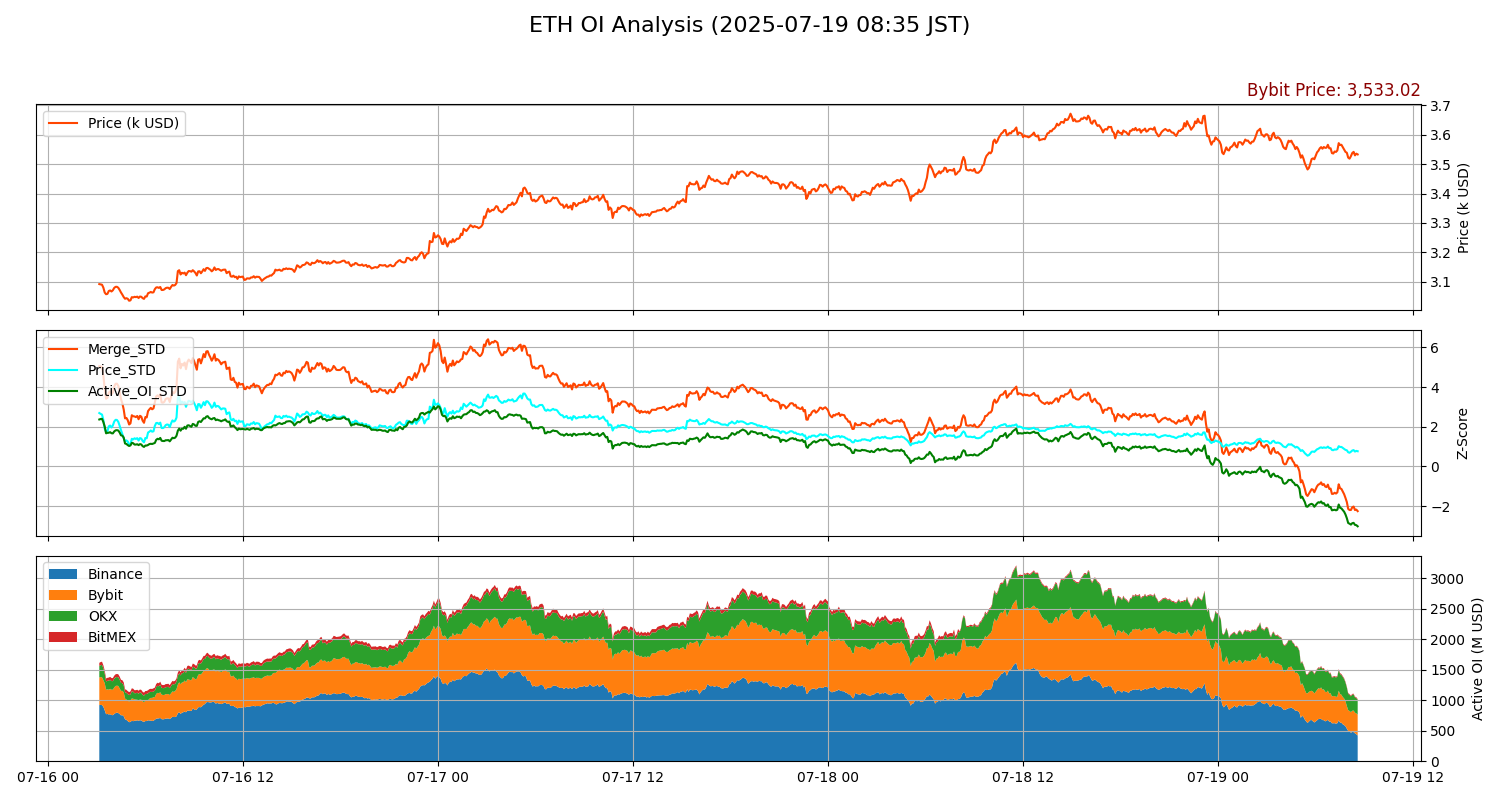 ETH OI Analysis (2025-07-19 08:35 JST)
Bybit Price: 3,533.02
Price (k USD)
3.7
3.6
3.5
3.4
3.3
3.2
3.1
Price (k USD)
Merge_STD
Price_STD
Active_OI_STD
6
4
2
0
−2
Z-Score
Binance
Bybit
OKX
BitMEX
3000
2500
2000
1500
1000
500
0
Active OI (M USD)
07-16 00
07-16 12
07-17 00
07-17 12
07-18 00
07-18 12
07-19 00
07-19 12